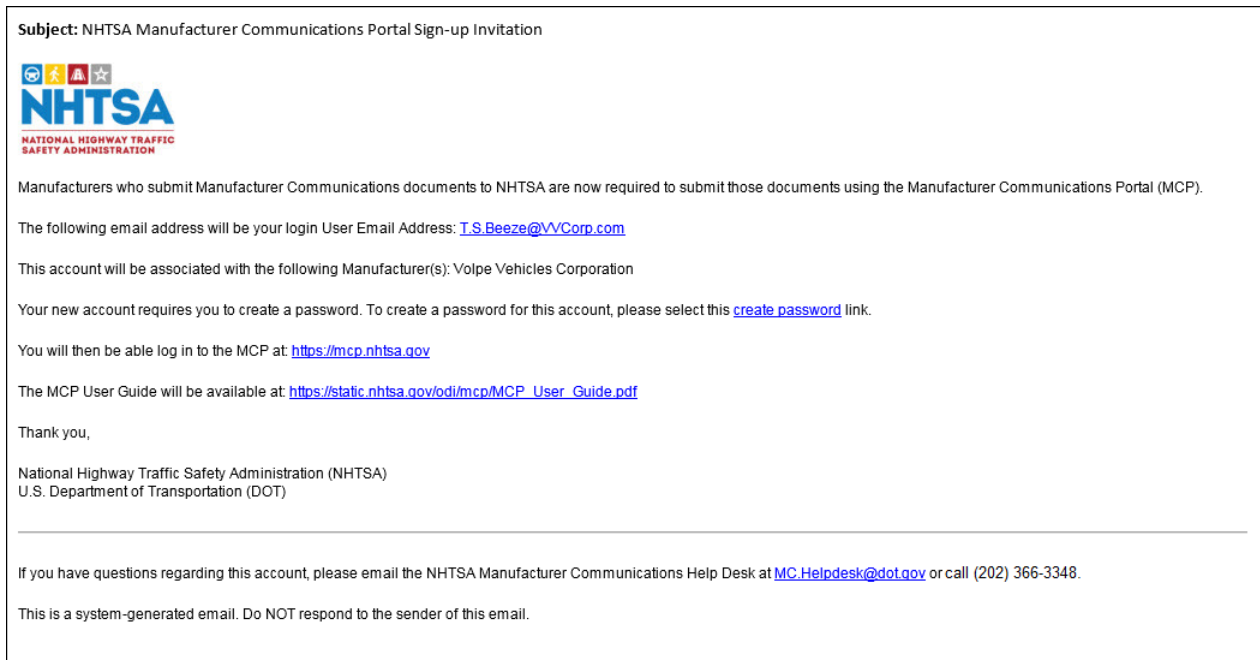 Subject: NHTSA Manufacturer Communications Portal Sign-up Invitation
NHTSA
NATIONAL HIGHWAY TRAFFIC
SAFETY ADMINISTRATION
Manufacturers who submit Manufacturer Communications documents to NHTSA are now required to submit those documents using the Manufacturer Communications Portal (MCP).
The following email address will be your login User Email Address: T.S.Beeze@VVCorp.com
This account will be associated with the following Manufacturer(s): Volpe Vehicles Corporation
Your new account requires you to create a password. To create a password for this account, please select this create password link.
You will then be able log in to the MCP at: https://mcp.nhtsa.gov
The MCP User Guide will be available at: https://static.nhtsa.gov/odi/mcp/MCP_User_Guide.pdf
Thank you,
National Highway Traffic Safety Administration (NHTSA)
U.S. Department of Transportation (DOT)
If you have questions regarding this account, please email the NHTSA Manufacturer Communications Help Desk at MC.Helpdesk@dot.gov or call (202) 366-3348.
This is a system-generated email. Do NOT respond to the sender of this email.